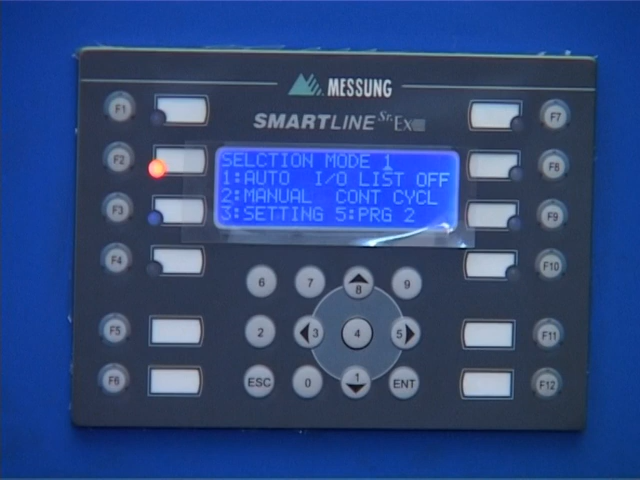 MESSUNG
SMARTLINE Sr. Ex
F1
F7
F2
F8
F3
F9
F4
F10
F5
F11
F6
F12
SELCTION MODE 1
1:AUTO I/O LIST OFF
2:MANUAL CONT CYCL
3:SETTING 5:PRG 2
6 7 8 9
2 3 4 5
ESC 0 1 ENT